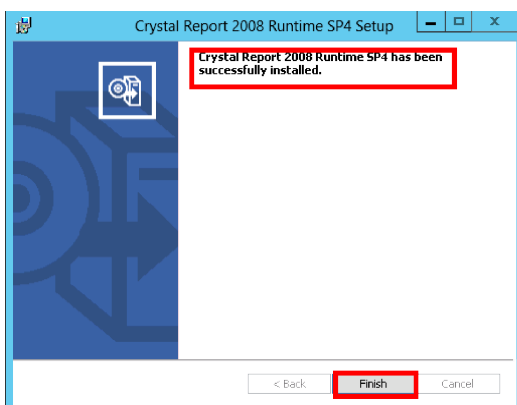 Crystal Report 2008 Runtime SP4 Setup
Crystal Report 2008 Runtime SP4 has been
successfully installed.
< Back
Finish
Cancel